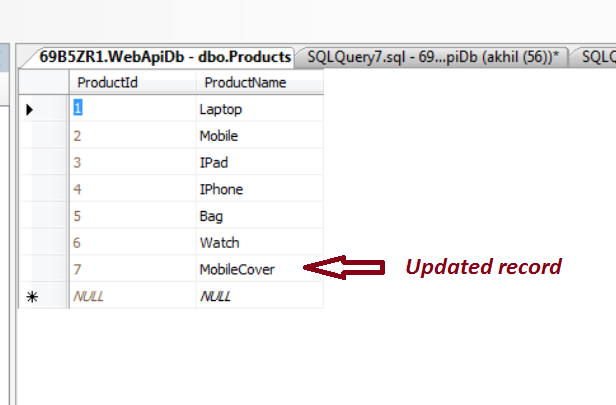 69B5ZR1.WebApiDb - dbo.Products SQLQuery7.sql - 69...piDb (akhil (56))* SQLQ
ProductId ProductName
1 Laptop
2 Mobile
3 IPad
4 IPhone
5 Bag
6 Watch
7 MobileCover Updated record
NULL NULL